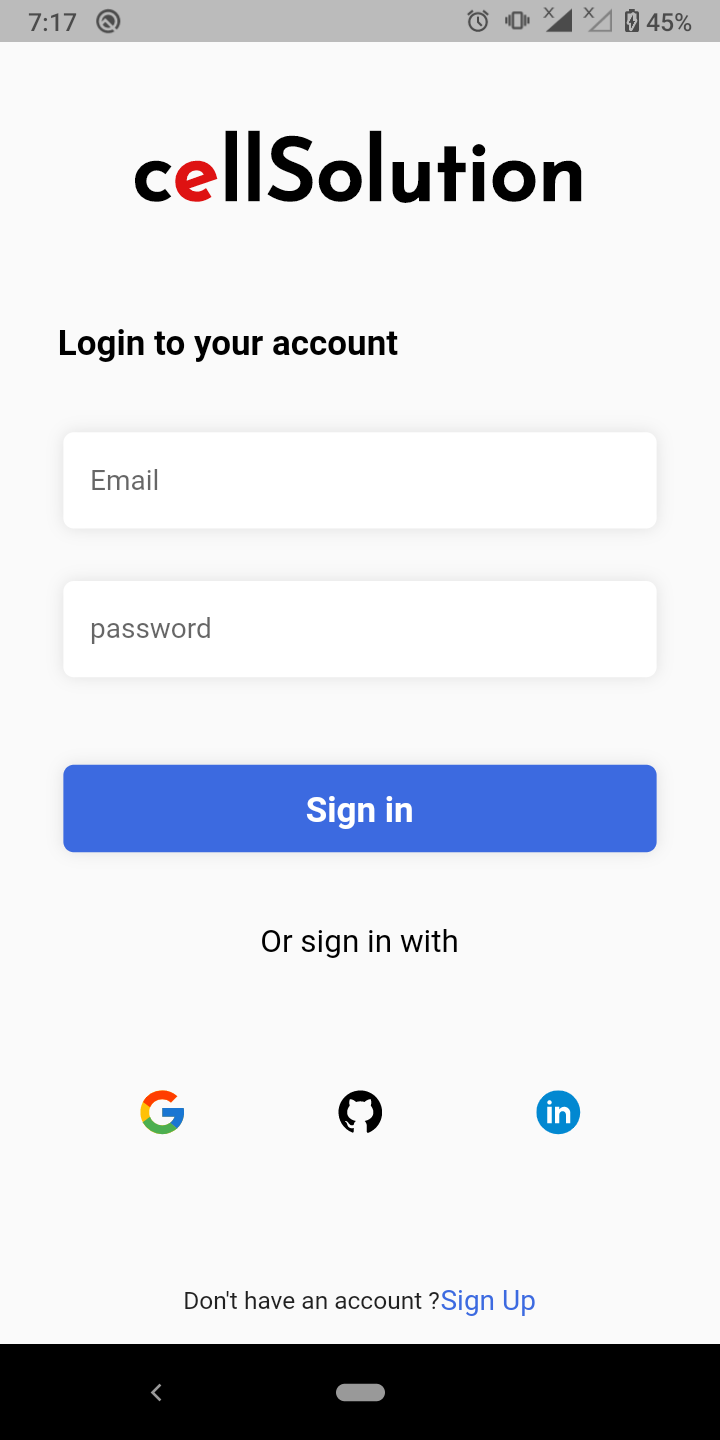 7:17 45%
cellSolution
Login to your account
Email
password
Sign in
Or sign in with
in
Don't have an account ?Sign Up